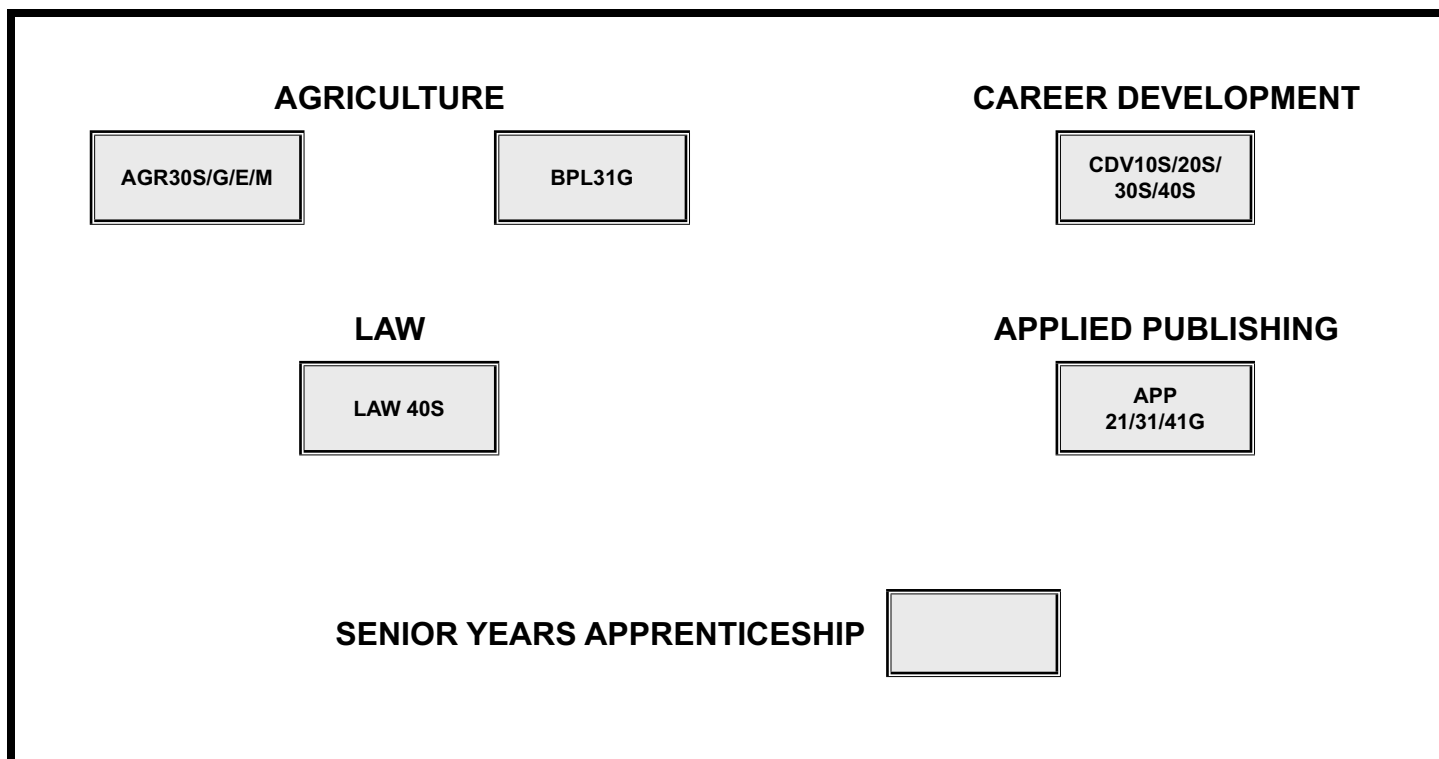 AGRICULTURE
CAREER DEVELOPMENT
AGR30S/G/E/M
BPL31G
CDV10S/20S/
30S/40S
LAW
APPLIED PUBLISHING
LAW 40S
APP
21/31/41G
SENIOR YEARS APPRENTICESHIP